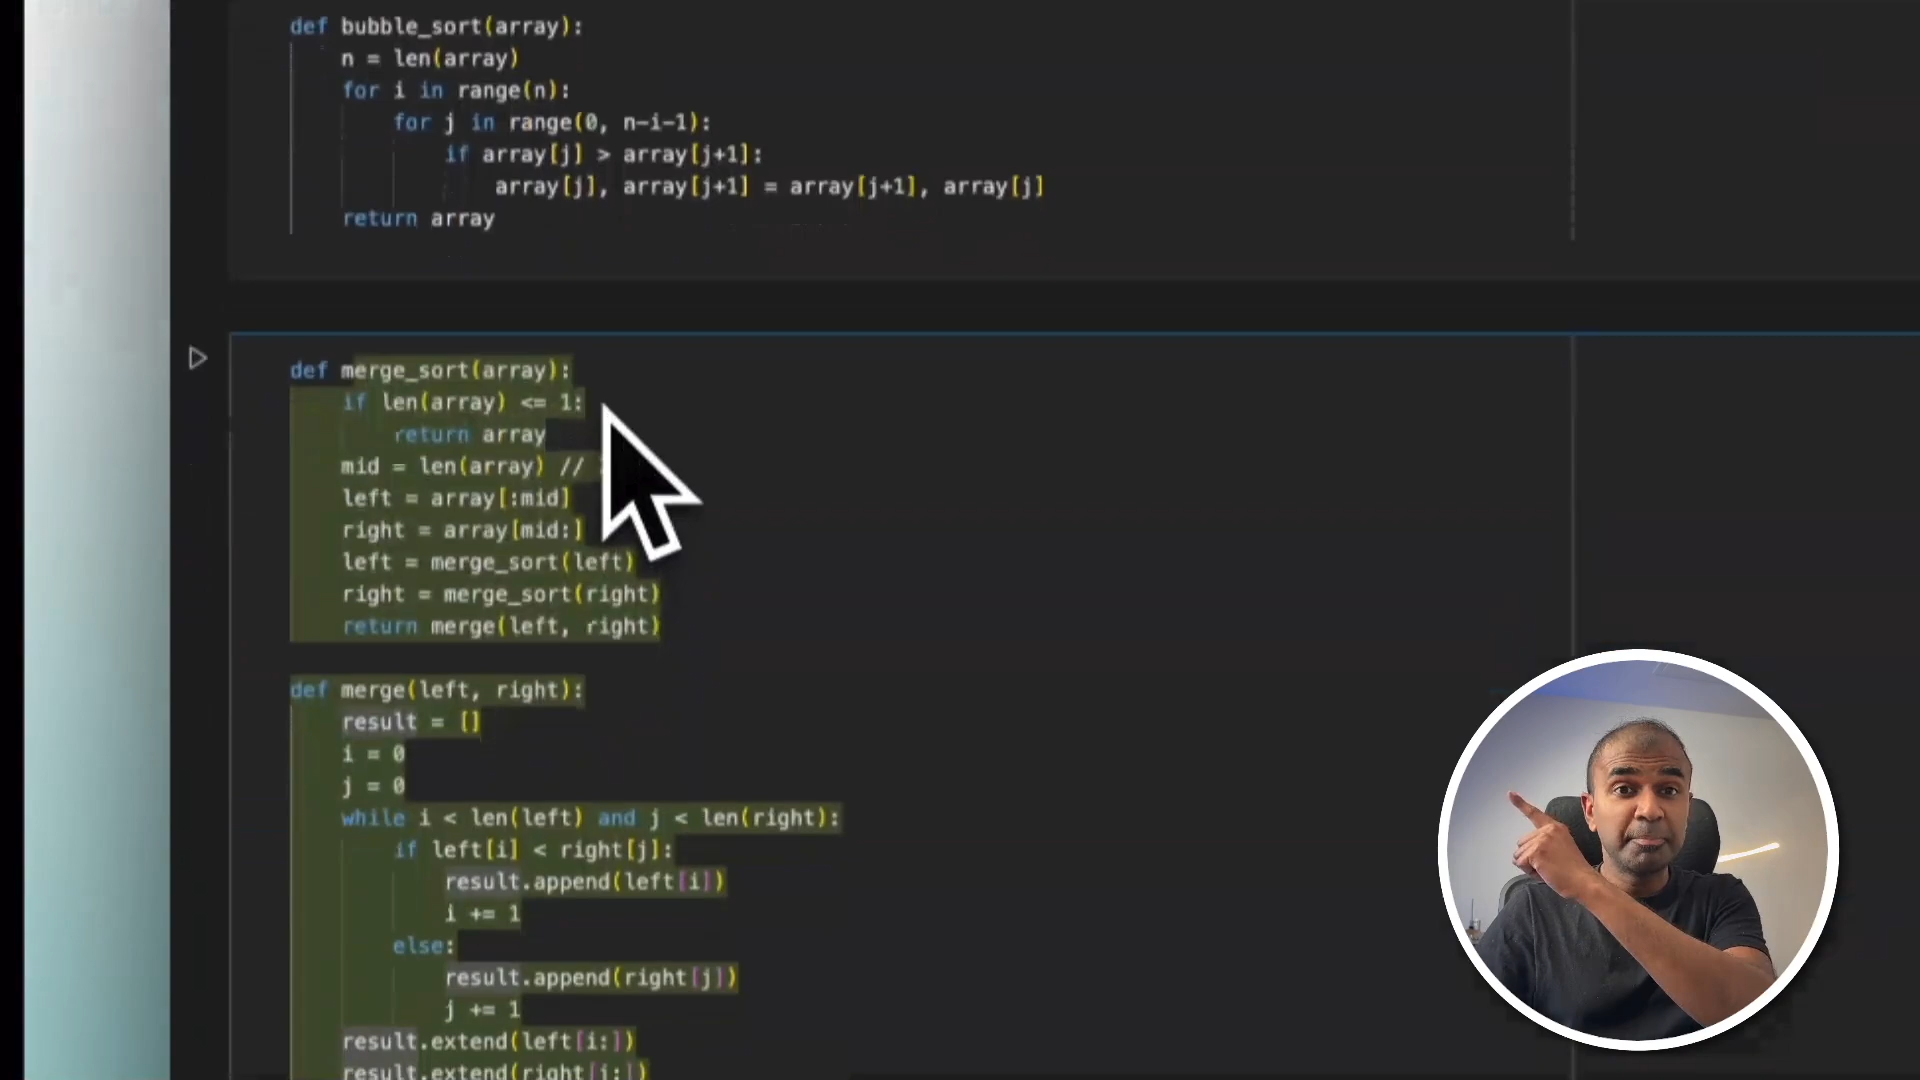 def bubble_sort(array):
n = len(array)
for i in range(n):
for j in range(0, n-i-1):
if array[j] > array[j+1]:
array[j], array[j+1] = array[j+1], array[j]
return array
def merge_sort(array):
if len(array) <= 1:
return array
mid = len(array) //
left = array[:mid]
right = array[mid:]
left = merge_sort(left)
right = merge_sort(right)
return merge(left, right)
def merge(left, right):
result = []
i = 0
j = 0
while i < len(left) and j < len(right):
if left[i] < right[j]:
result.append(left[i])
i += 1
else:
result.append(right[j])
j += 1
result.extend(left[i:])
result.extend(right[j:])